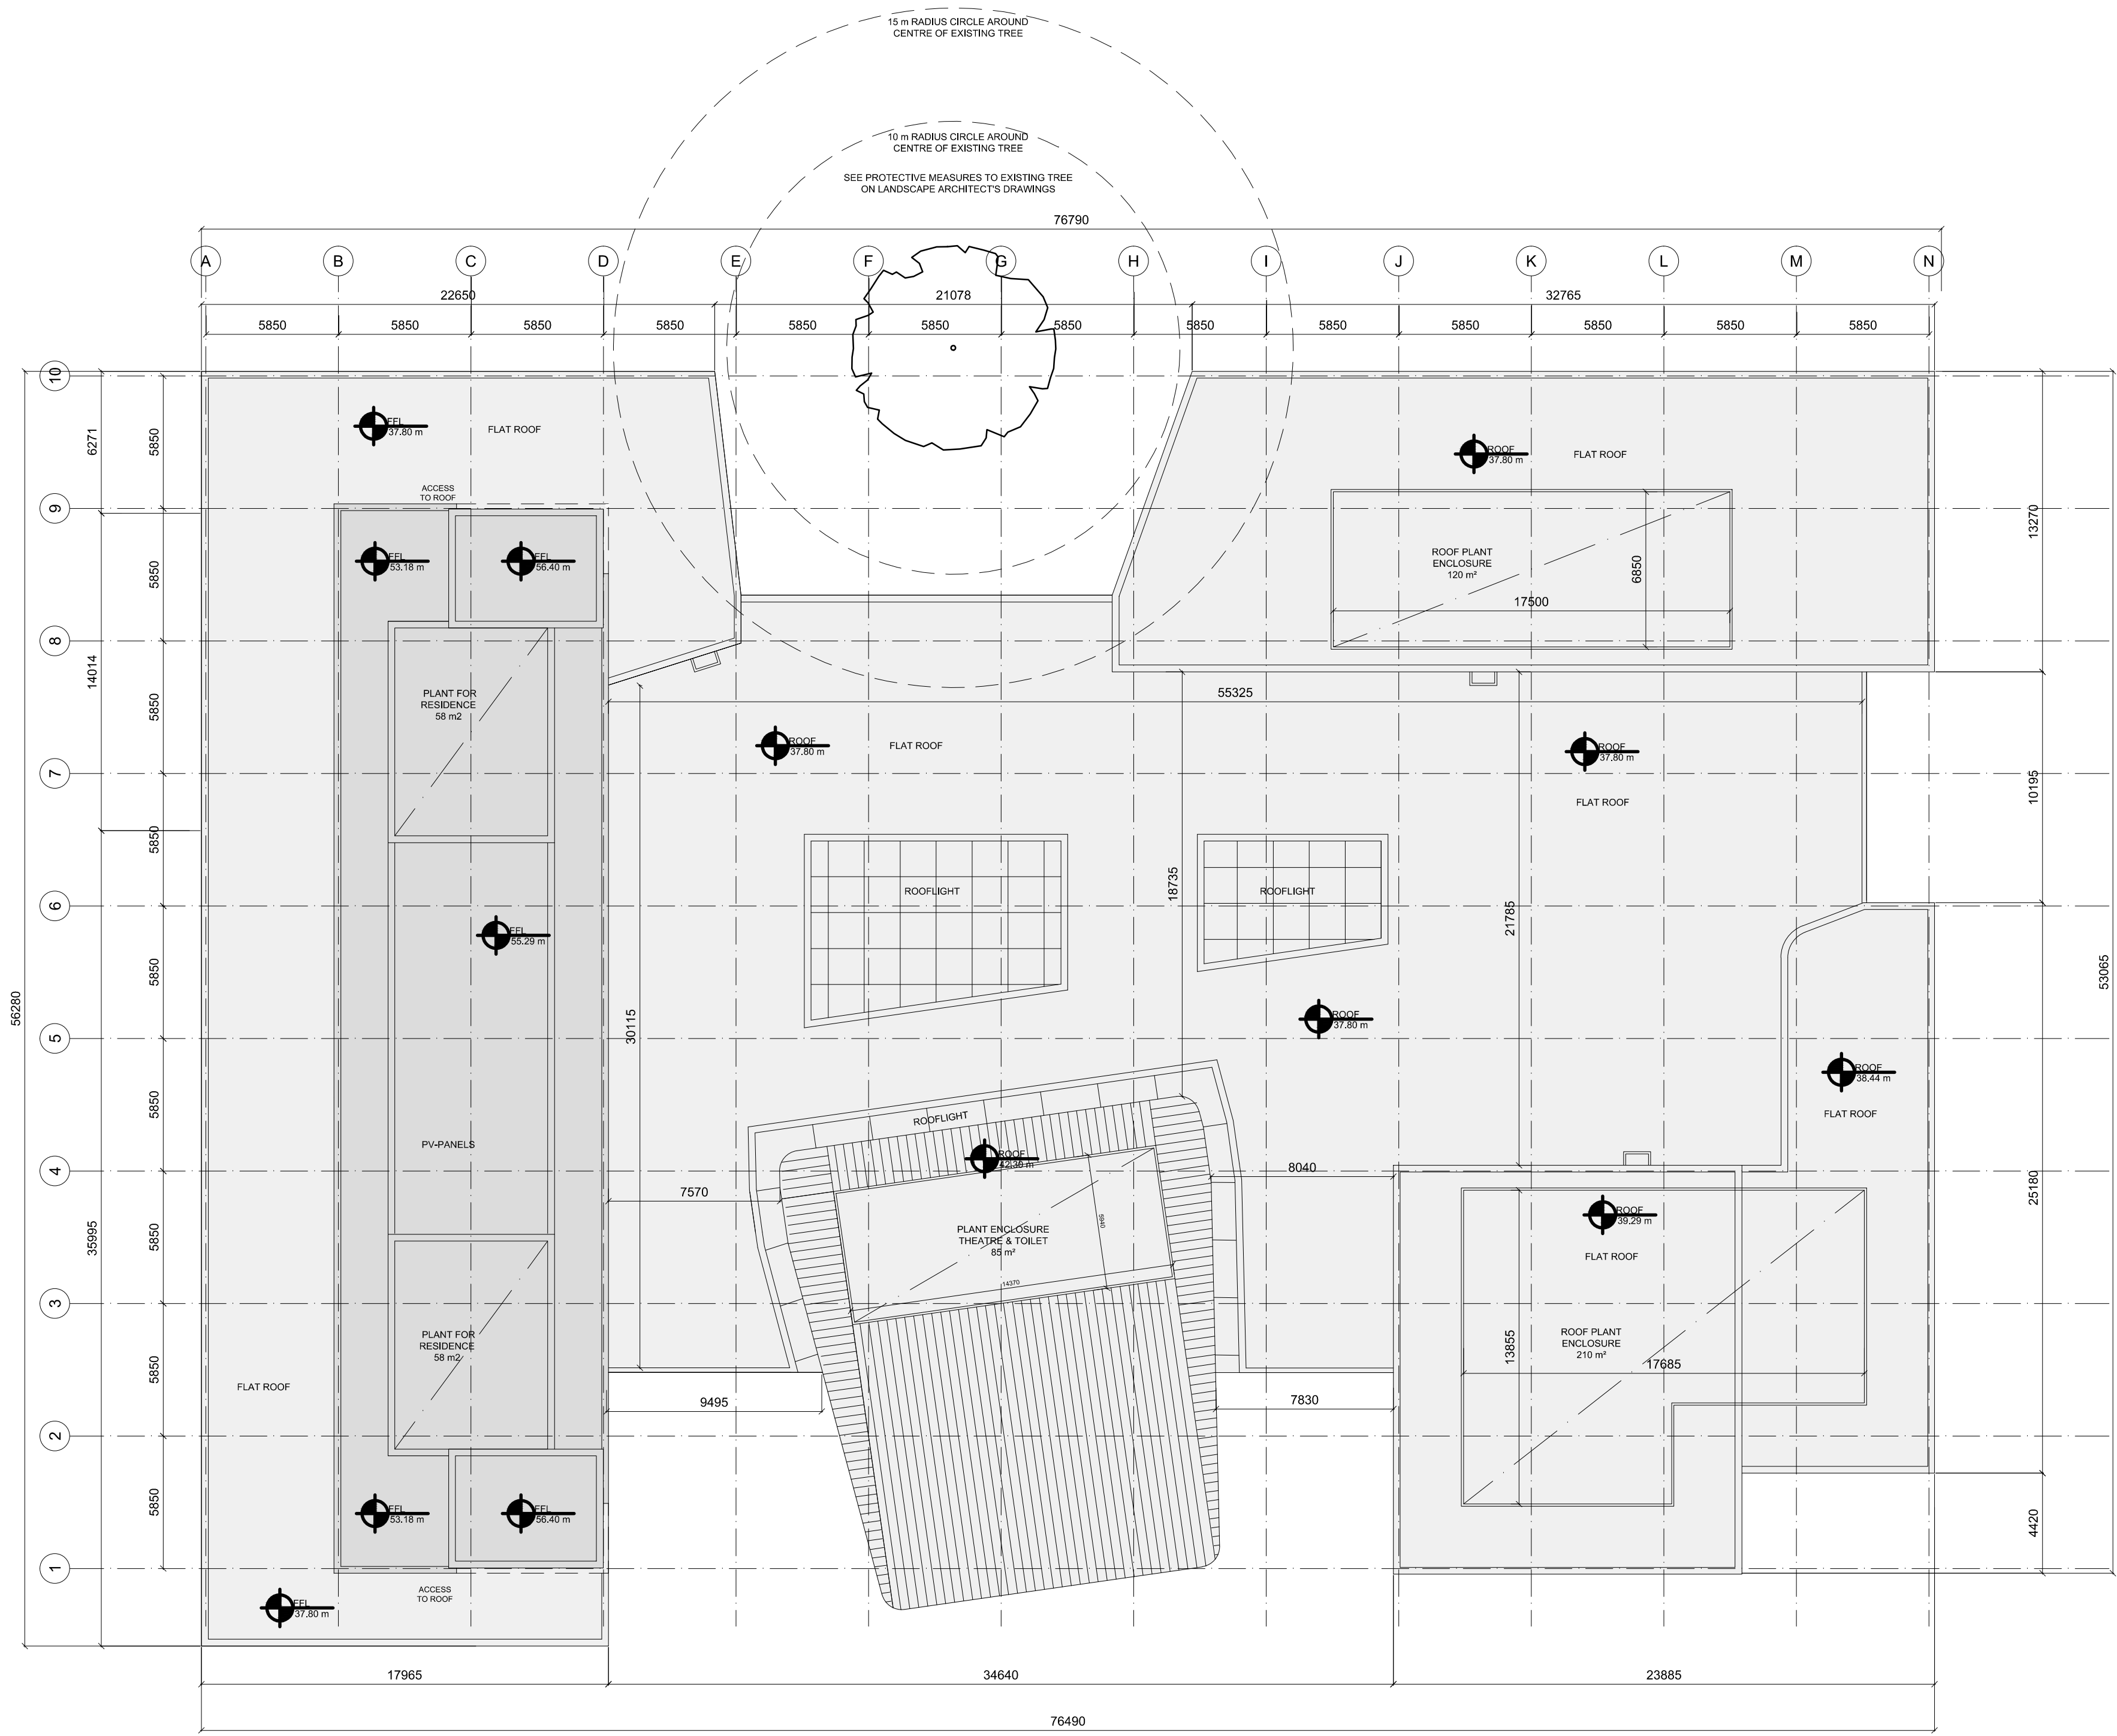 15 m RADIUS CIRCLE AROUND
CENTRE OF EXISTING TREE
10 m RADIUS CIRCLE AROUND
CENTRE OF EXISTING TREE
SEE PROTECTIVE MEASURES TO EXISTING TREE
ON LANDSCAPE ARCHITECT'S DRAWINGS
76790
A B C D E F G H I J K L M N
22650 21078 32765
5850 5850 5850 5850 5850 5850 5850 5850 5850 5850 5850 5850 5850
10
9
8
7
6
5
4
3
2
1
56280
6271
14014
35995
5850
5850
5850
5850
5850
5850
5850
5850
5850
FFL
37.80 m
FLAT ROOF
ACCESS
TO ROOF
FFL
53.18 m
FFL
56.40 m
PLANT FOR
RESIDENCE
58 m2
FFL
55.29 m
PV-PANELS
PLANT FOR
RESIDENCE
58 m2
FLAT ROOF
FFL
53.18 m
FFL
56.40 m
ACCESS
TO ROOF
FFL
37.80 m
ROOF
37.80 m
FLAT ROOF
ROOF PLANT
ENCLOSURE
120 m²
6850
17500
55325
ROOF
37.80 m
FLAT ROOF
ROOF
37.80 m
FLAT ROOF
ROOFLIGHT
ROOFLIGHT
18735
21785
30115
ROOF
37.80 m
ROOF
38.44 m
FLAT ROOF
ROOFLIGHT
ROOF
42.30 m
7570
8040
PLANT ENCLOSURE
THEATRE & TOILET
85 m²
5940
14370
ROOF
39.29 m
FLAT ROOF
ROOF PLANT
ENCLOSURE
210 m²
13855
17685
9495
7830
13270
10195
25180
4420
53065
17965 34640 23885
76490